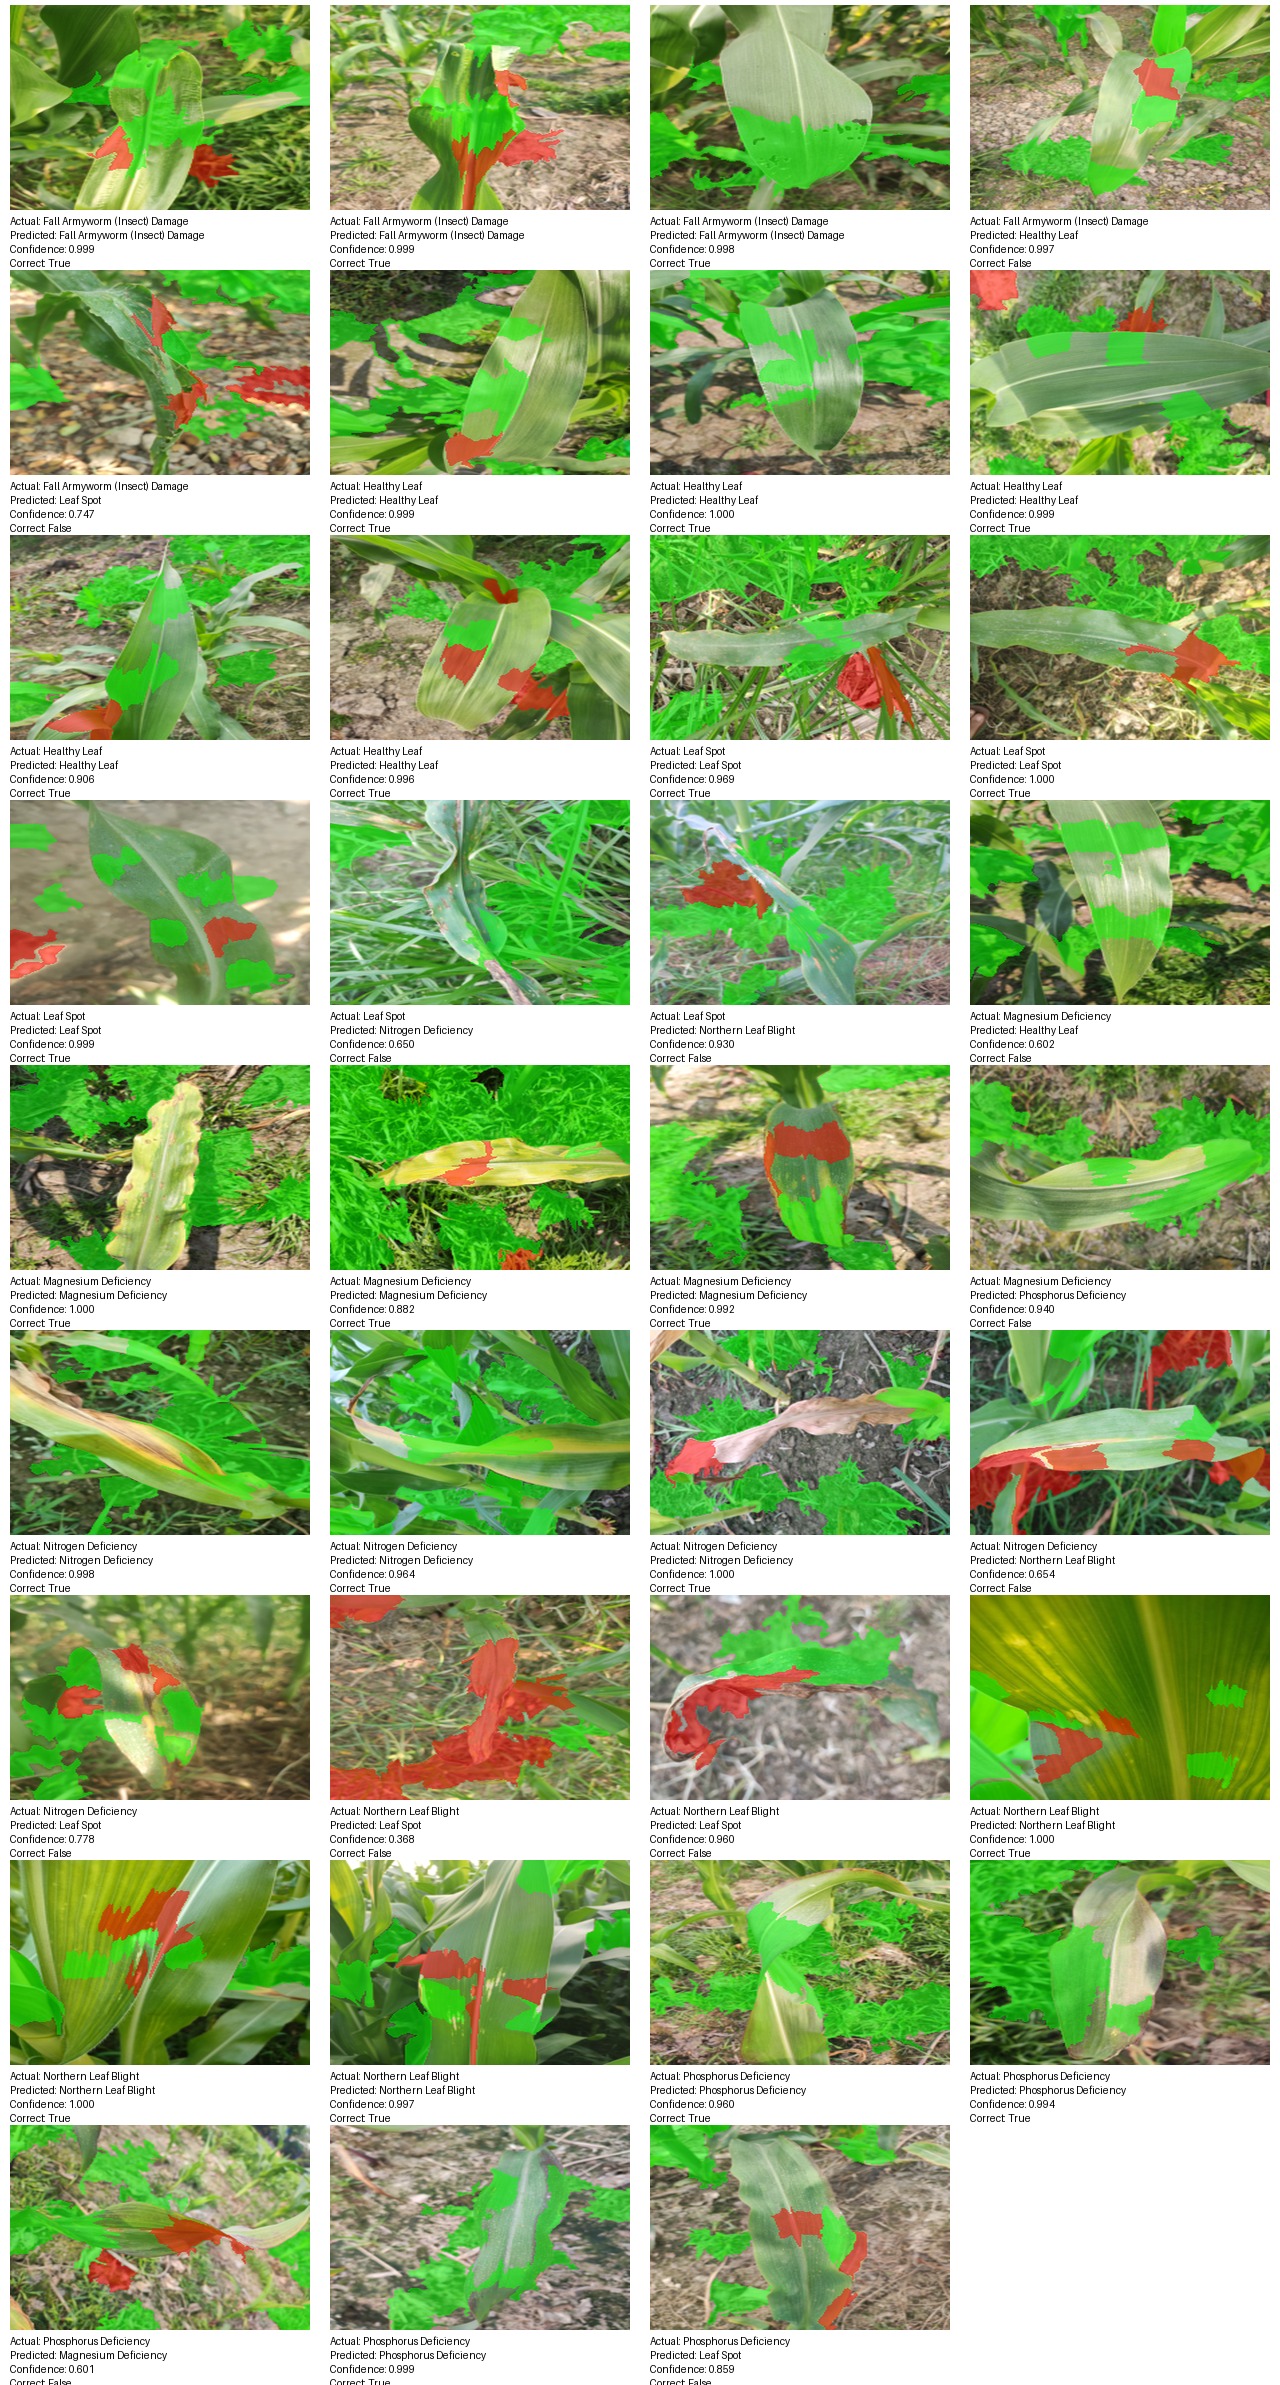 Actual: Fall Armyworm (Insect) Damage
Predicted: Fall Armyworm (Insect) Damage
Confidence: 0.999
Correct: True
Actual: Fall Armyworm (Insect) Damage
Predicted: Fall Armyworm (Insect) Damage
Confidence: 0.999
Correct: True
Actual: Fall Armyworm (Insect) Damage
Predicted: Fall Armyworm (Insect) Damage
Confidence: 0.998
Correct: True
Actual: Fall Armyworm (Insect) Damage
Predicted: Healthy Leaf
Confidence: 0.997
Correct: False
Actual: Fall Armyworm (Insect) Damage
Predicted: Leaf Spot
Confidence: 0.747
Correct: False
Actual: Healthy Leaf
Predicted: Healthy Leaf
Confidence: 0.999
Correct: True
Actual: Healthy Leaf
Predicted: Healthy Leaf
Confidence: 1.000
Correct: True
Actual: Healthy Leaf
Predicted: Healthy Leaf
Confidence: 0.999
Correct: True
Actual: Healthy Leaf
Predicted: Healthy Leaf
Confidence: 0.906
Correct: True
Actual: Healthy Leaf
Predicted: Healthy Leaf
Confidence: 0.996
Correct: True
Actual: Leaf Spot
Predicted: Leaf Spot
Confidence: 0.969
Correct: True
Actual: Leaf Spot
Predicted: Leaf Spot
Confidence: 1.000
Correct: True
Actual: Leaf Spot
Predicted: Leaf Spot
Confidence: 0.999
Correct: True
Actual: Leaf Spot
Predicted: Nitrogen Deficiency
Confidence: 0.650
Correct: False
Actual: Leaf Spot
Predicted: Northern Leaf Blight
Confidence: 0.930
Correct: False
Actual: Magnesium Deficiency
Predicted: Healthy Leaf
Confidence: 0.602
Correct: False
Actual: Magnesium Deficiency
Predicted: Magnesium Deficiency
Confidence: 1.000
Correct: True
Actual: Magnesium Deficiency
Predicted: Magnesium Deficiency
Confidence: 0.882
Correct: True
Actual: Magnesium Deficiency
Predicted: Magnesium Deficiency
Confidence: 0.992
Correct: True
Actual: Magnesium Deficiency
Predicted: Phosphorus Deficiency
Confidence: 0.940
Correct: False
Actual: Nitrogen Deficiency
Predicted: Nitrogen Deficiency
Confidence: 0.998
Correct: True
Actual: Nitrogen Deficiency
Predicted: Nitrogen Deficiency
Confidence: 0.964
Correct: True
Actual: Nitrogen Deficiency
Predicted: Nitrogen Deficiency
Confidence: 1.000
Correct: True
Actual: Nitrogen Deficiency
Predicted: Northern Leaf Blight
Confidence: 0.654
Correct: False
Actual: Nitrogen Deficiency
Predicted: Leaf Spot
Confidence: 0.778
Correct: False
Actual: Northern Leaf Blight
Predicted: Leaf Spot
Confidence: 0.368
Correct: False
Actual: Northern Leaf Blight
Predicted: Leaf Spot
Confidence: 0.960
Correct: False
Actual: Northern Leaf Blight
Predicted: Northern Leaf Blight
Confidence: 1.000
Correct: True
Actual: Northern Leaf Blight
Predicted: Northern Leaf Blight
Confidence: 1.000
Correct: True
Actual: Northern Leaf Blight
Predicted: Northern Leaf Blight
Confidence: 0.997
Correct: True
Actual: Phosphorus Deficiency
Predicted: Phosphorus Deficiency
Confidence: 0.960
Correct: True
Actual: Phosphorus Deficiency
Predicted: Phosphorus Deficiency
Confidence: 0.994
Correct: True
Actual: Phosphorus Deficiency
Predicted: Magnesium Deficiency
Confidence: 0.601
Correct: False
Actual: Phosphorus Deficiency
Predicted: Phosphorus Deficiency
Confidence: 0.999
Correct: True
Actual: Phosphorus Deficiency
Predicted: Leaf Spot
Confidence: 0.859
Correct: False